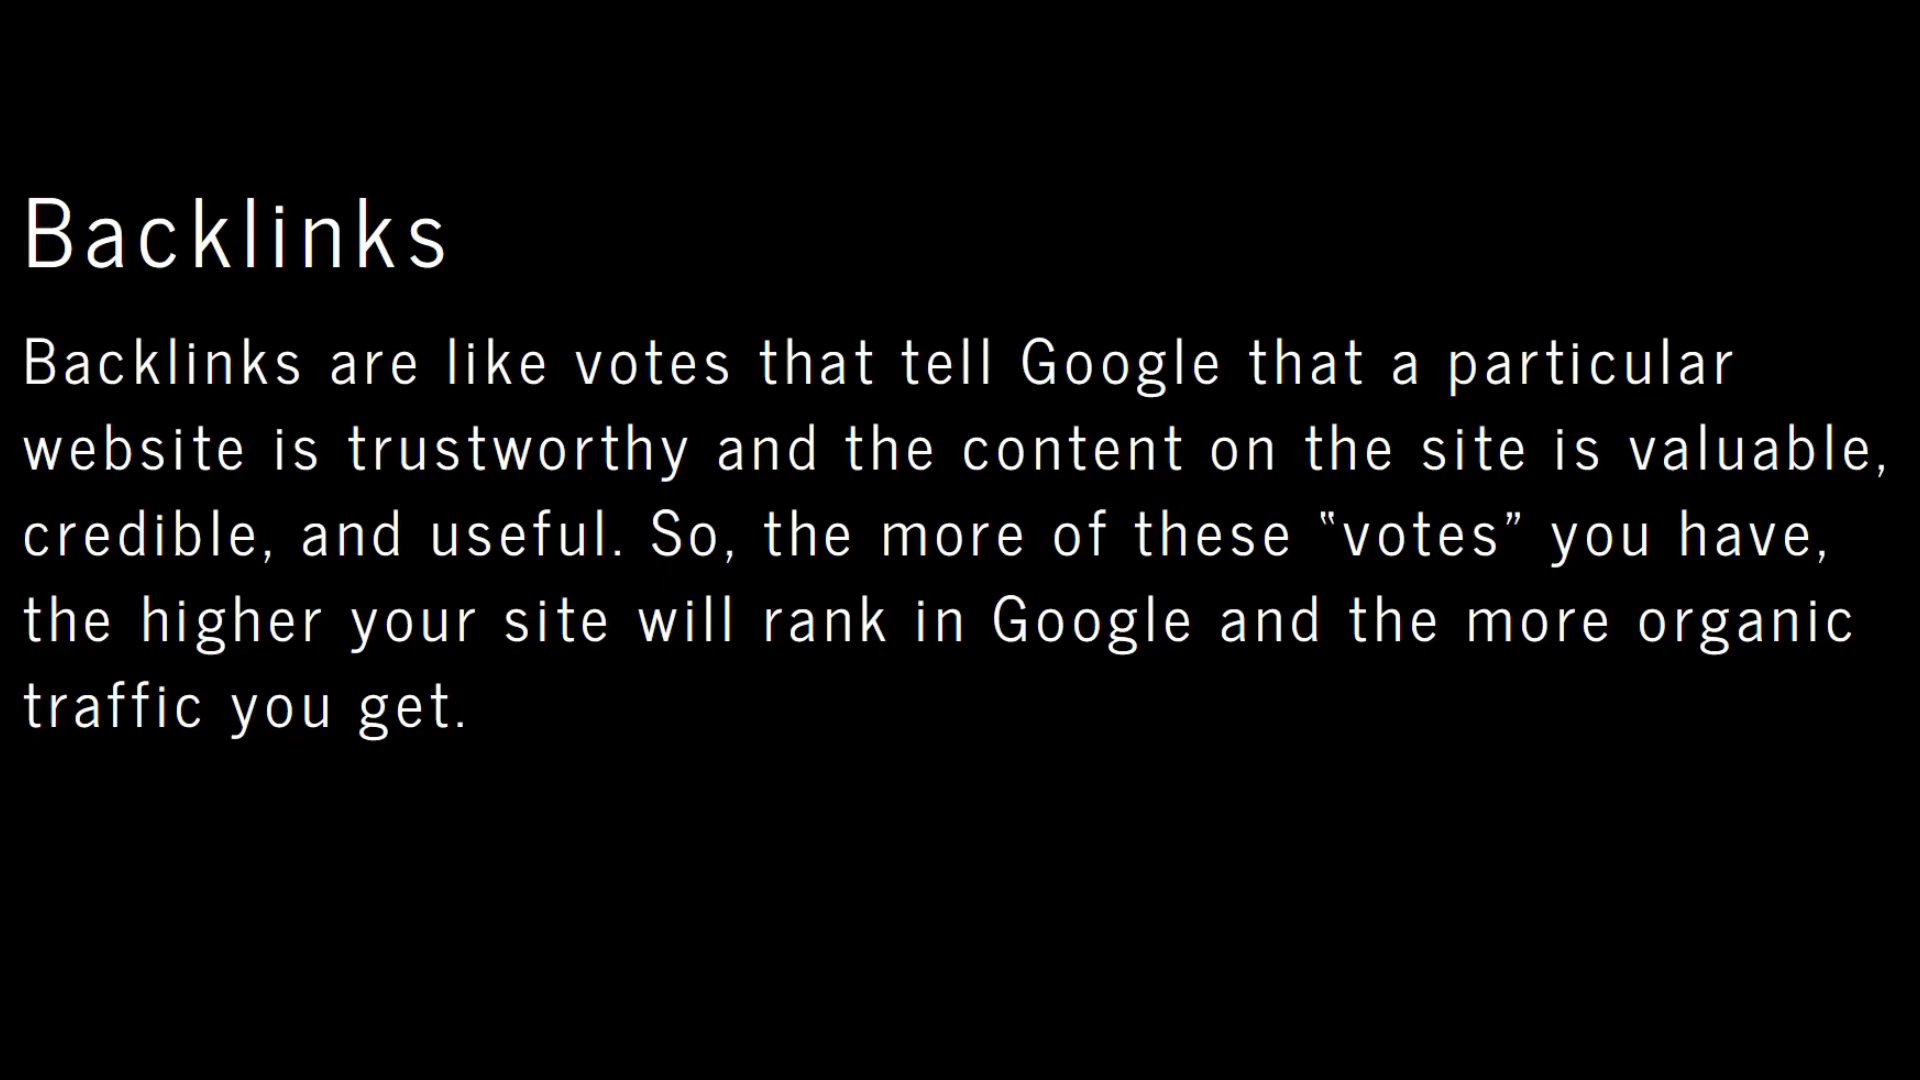 Backlinks
Backlinks are like votes that tell Google that a particular
website is trustworthy and the content on the site is valuable,
credible, and useful. So, the more of these “votes” you have,
the higher your site will rank in Google and the more organic
traffic you get.